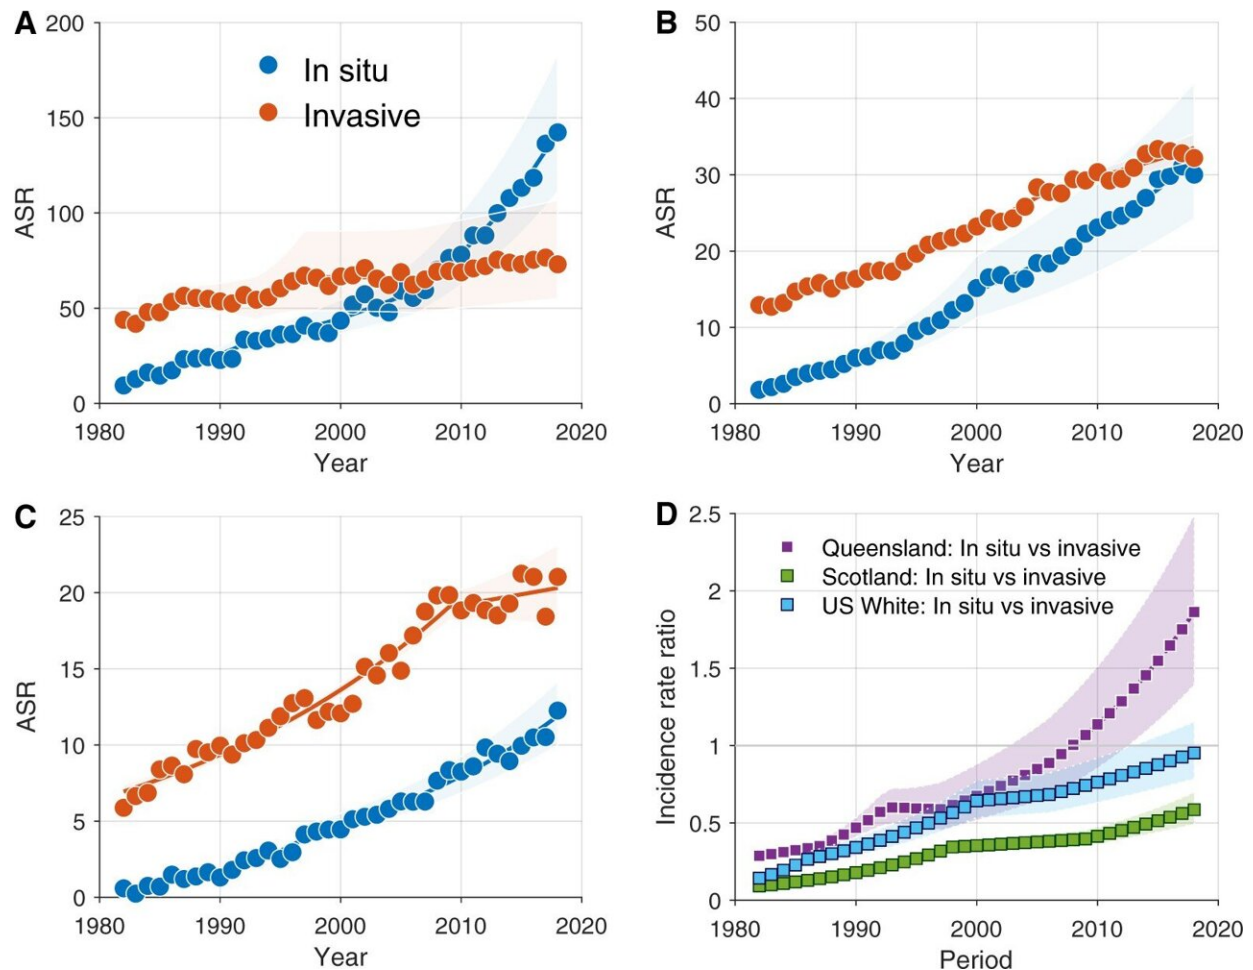 A
200
150
100
50
0
ASR
In situ
Invasive
1980
1990
2000
2010
2020
Year
B
50
40
30
20
10
0
ASR
1980
1990
2000
2010
2020
Year
C
25
20
15
10
5
0
ASR
1980
1990
2000
2010
2020
Year
D
2.5
2
1.5
1
0.5
0
Incidence rate ratio
Queensland: In situ vs invasive
Scotland: In situ vs invasive
US White: In situ vs invasive
1980
1990
2000
2010
2020
Period